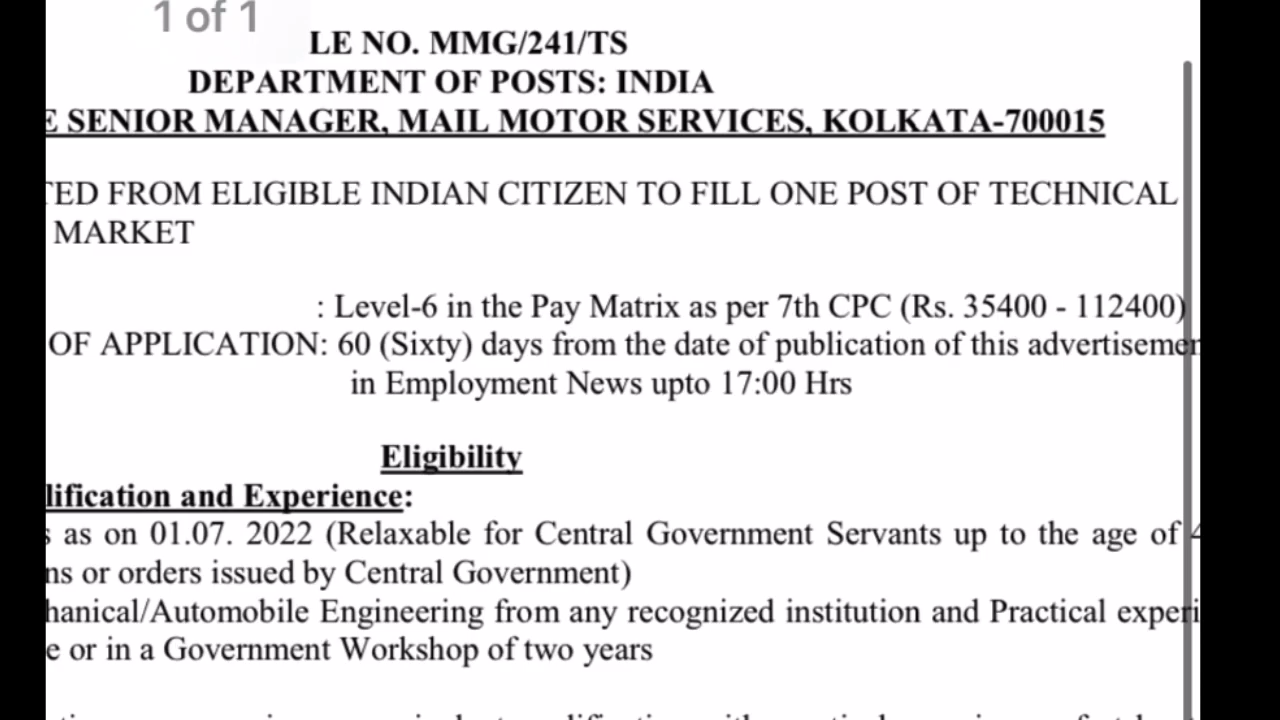 1 of 1
LE NO. MMG/241/TS
DEPARTMENT OF POSTS: INDIA
E SENIOR MANAGER, MAIL MOTOR SERVICES, KOLKATA-700015
TED FROM ELIGIBLE INDIAN CITIZEN TO FILL ONE POST OF TECHNICAL
MARKET
: Level-6 in the Pay Matrix as per 7th CPC (Rs. 35400 - 112400)
OF APPLICATION: 60 (Sixty) days from the date of publication of this advertisemen
in Employment News upto 17:00 Hrs
Eligibility
lification and Experience:
s as on 01.07. 2022 (Relaxable for Central Government Servants up to the age of 4
ns or orders issued by Central Government)
hanical/Automobile Engineering from any recognized institution and Practical experi
e or in a Government Workshop of two years